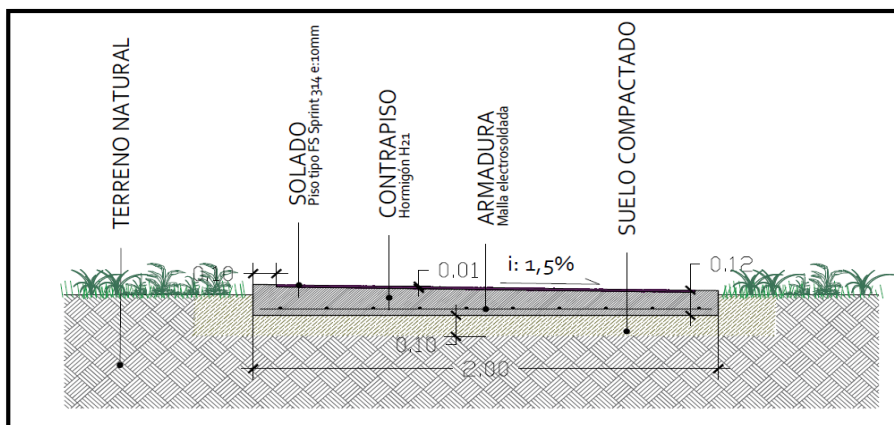 TERRENO NATURAL
SOLADO
Piso tipo FS Sprint 314 e:10mm
CONTRAPISO
Hormigón H21
ARMADURA
Malla electrosoldada
SUELO COMPACTADO
0.10
0.01
i: 1,5%
0.12
0.10
2.00